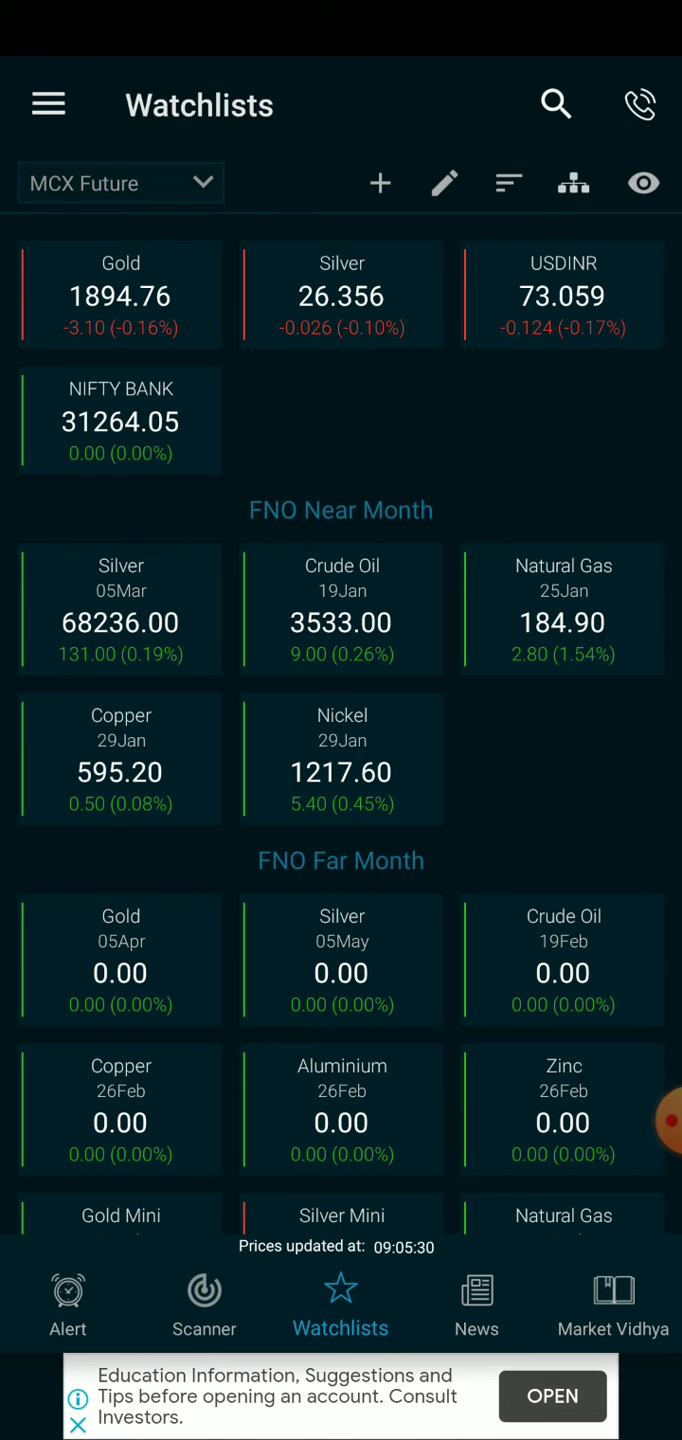 Watchlists
MCX Future
Gold
1894.76
-3.10 (-0.16%)
Silver
26.356
-0.026 (-0.10%)
USDINR
73.059
-0.124 (-0.17%)
NIFTY BANK
31264.05
0.00 (0.00%)
FNO Near Month
Silver
05Mar
68236.00
131.00 (0.19%)
Crude Oil
19Jan
3533.00
9.00 (0.26%)
Natural Gas
25Jan
184.90
2.80 (1.54%)
Copper
29Jan
595.20
0.50 (0.08%)
Nickel
29Jan
1217.60
5.40 (0.45%)
FNO Far Month
Gold
05Apr
0.00
0.00 (0.00%)
Silver
05May
0.00
0.00 (0.00%)
Crude Oil
19Feb
0.00
0.00 (0.00%)
Copper
26Feb
0.00
0.00 (0.00%)
Aluminium
26Feb
0.00
0.00 (0.00%)
Zinc
26Feb
0.00
0.00 (0.00%)
Gold Mini
Silver Mini
Natural Gas
Prices updated at: 09:05:30
Alert
Scanner
Watchlists
News
Market Vidhya
Education Information, Suggestions and
Tips before opening an account. Consult
Investors.
OPEN